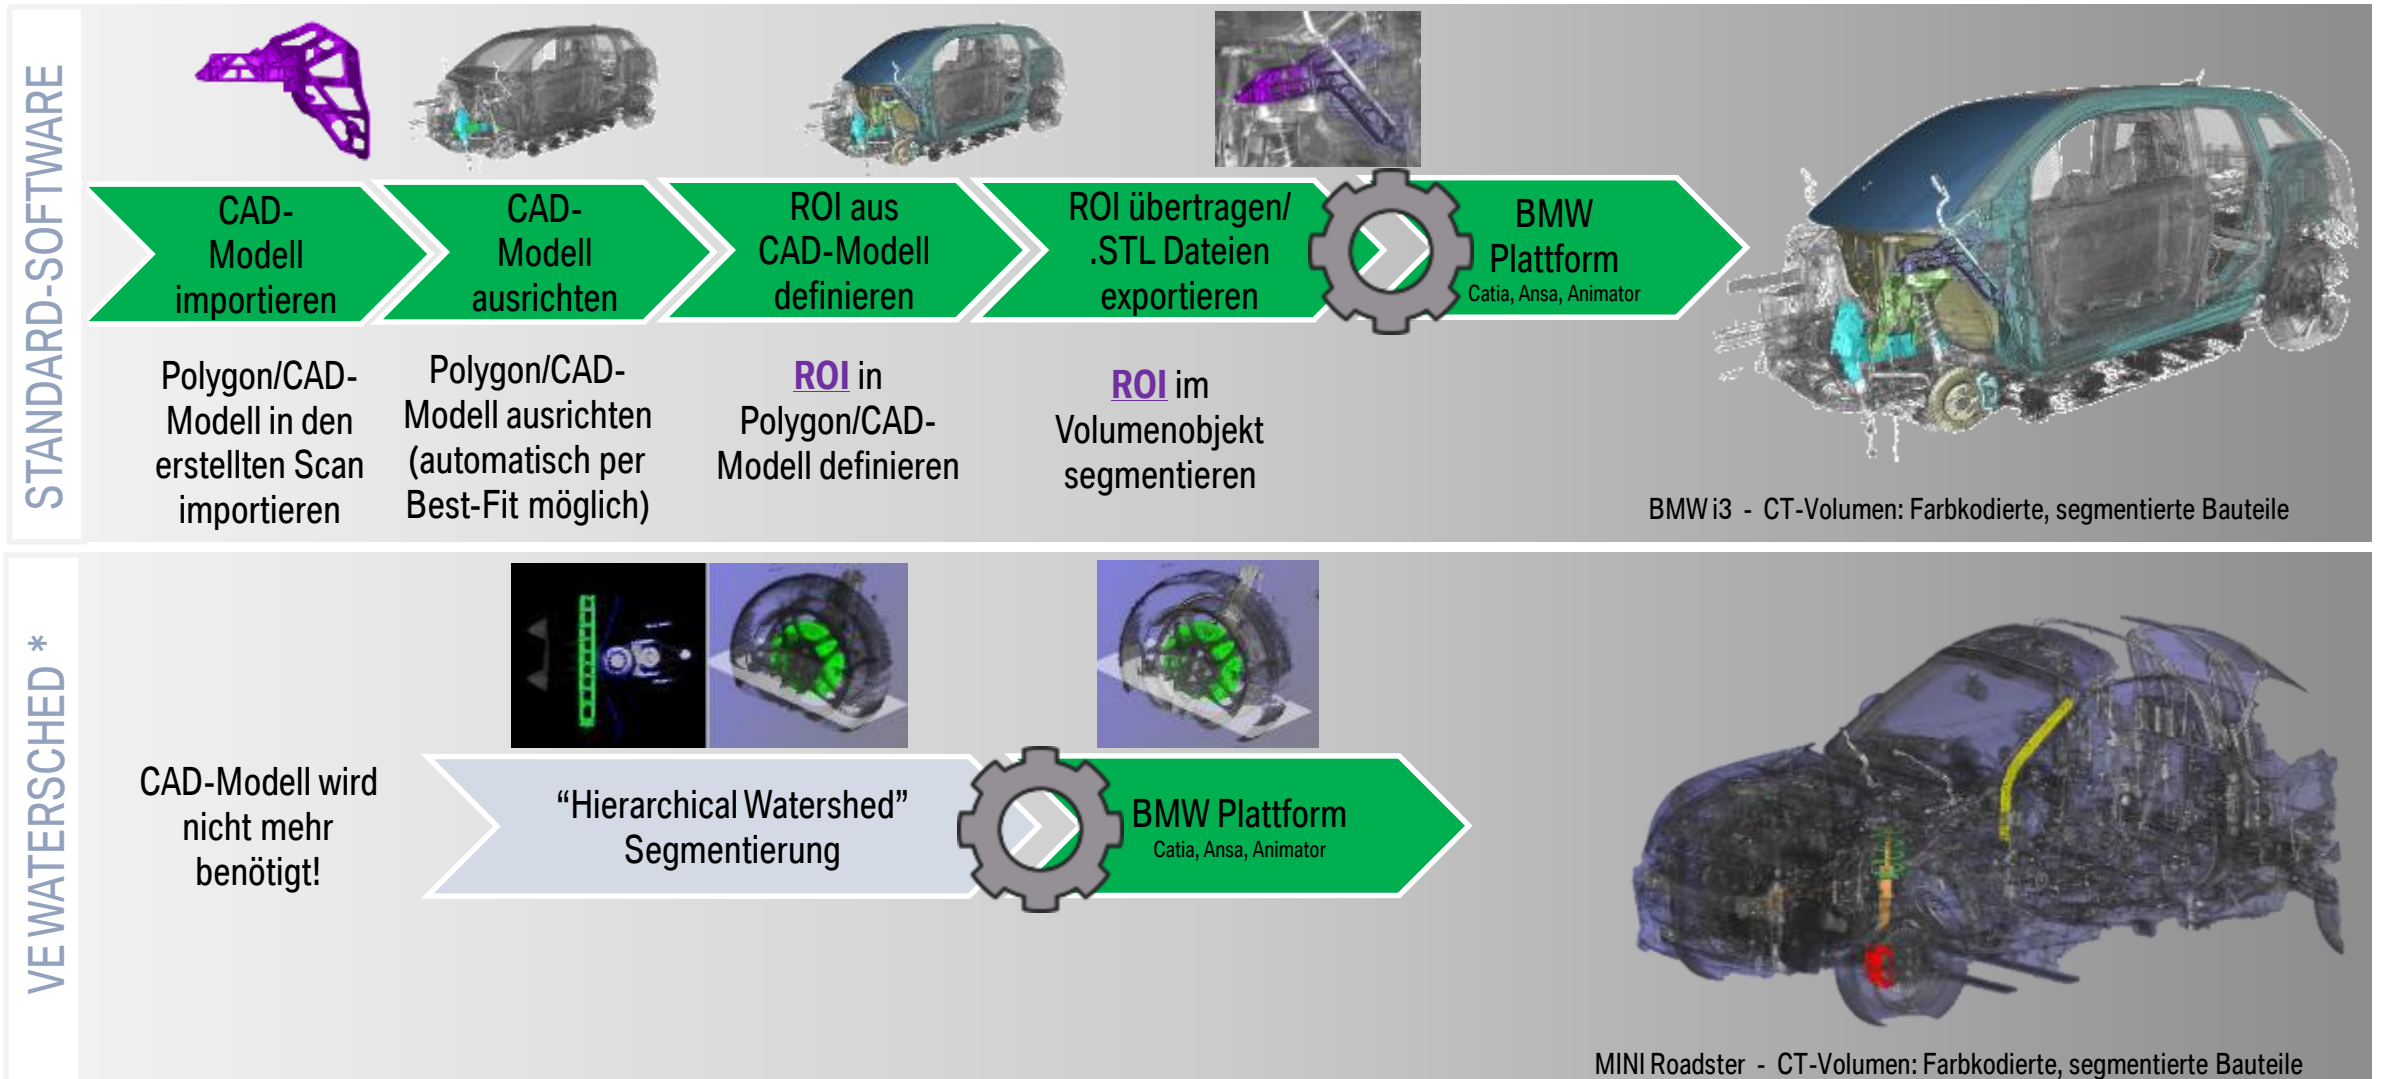 STANDARD-SOFTWARE
CAD-
Modell
importieren
CAD-
Modell
ausrichten
ROI aus
CAD-Modell
definieren
ROI übertragen/
.STL Dateien
exportieren
BMW
Plattform
Catia, Ansa, Animator
Polygon/CAD-
Modell in den
erstellten Scan
importieren
Polygon/CAD-
Modell ausrichten
(automatisch per
Best-Fit möglich)
ROI in
Polygon/CAD-
Modell definieren
ROI im
Volumenobjekt
segmentieren
BMW i3 - CT-Volumen: Farbkodierte, segmentierte Bauteile
VE WATERSCHED *
CAD-Modell wird
nicht mehr
benötigt!
“Hierarchical Watershed”
Segmentierung
BMW Plattform
Catia, Ansa, Animator
MINI Roadster - CT-Volumen: Farbkodierte, segmentierte Bauteile